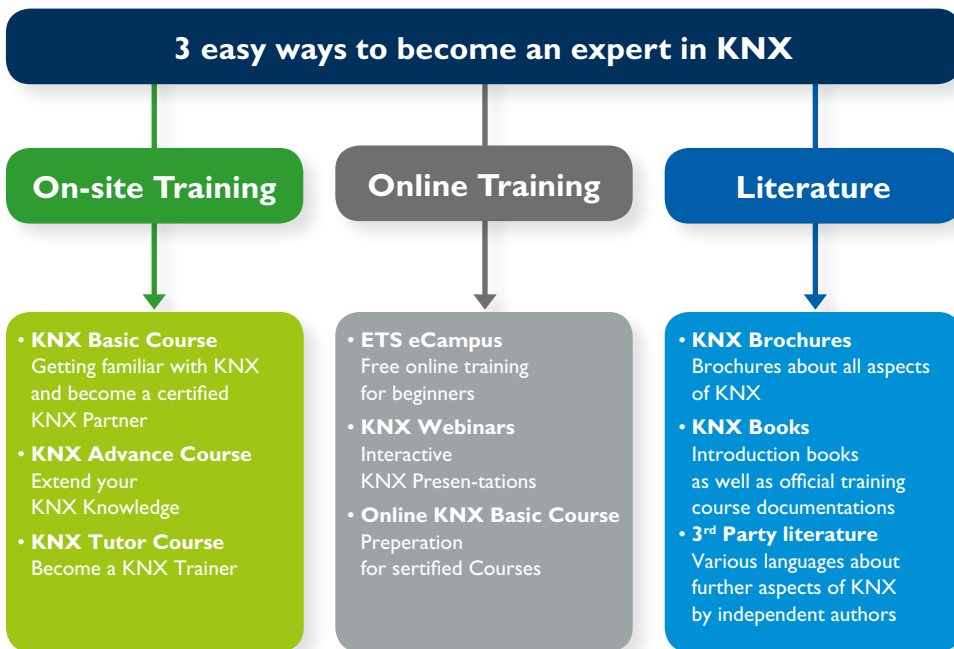 3 easy ways to become an expert in KNX
On-site Training
• KNX Basic Course
Getting familiar with KNX
and become a certified
KNX Partner
• KNX Advance Course
Extend your
KNX Knowledge
• KNX Tutor Course
Become a KNX Trainer
Online Training
• ETS eCampus
Free online training
for beginners
• KNX Webinars
Interactive
KNX Presen-tations
• Online KNX Basic Course
Preperation
for sertified Courses
Literature
• KNX Brochures
Brochures about all aspects
of KNX
• KNX Books
Introduction books
as well as official training
course documentations
• 3rd Party literature
Various languages about
further aspects of KNX
by independent authors